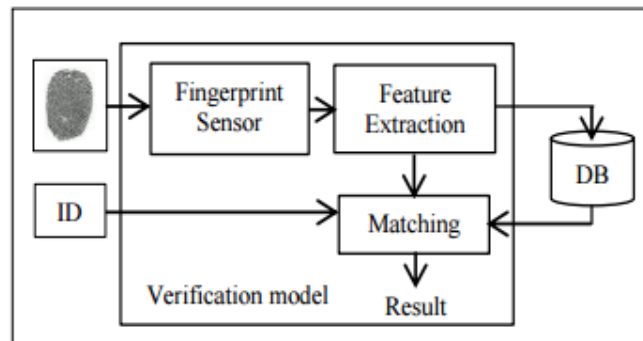 Fingerprint
Sensor
Feature
Extraction
DB
ID
Matching
Verification model
Result